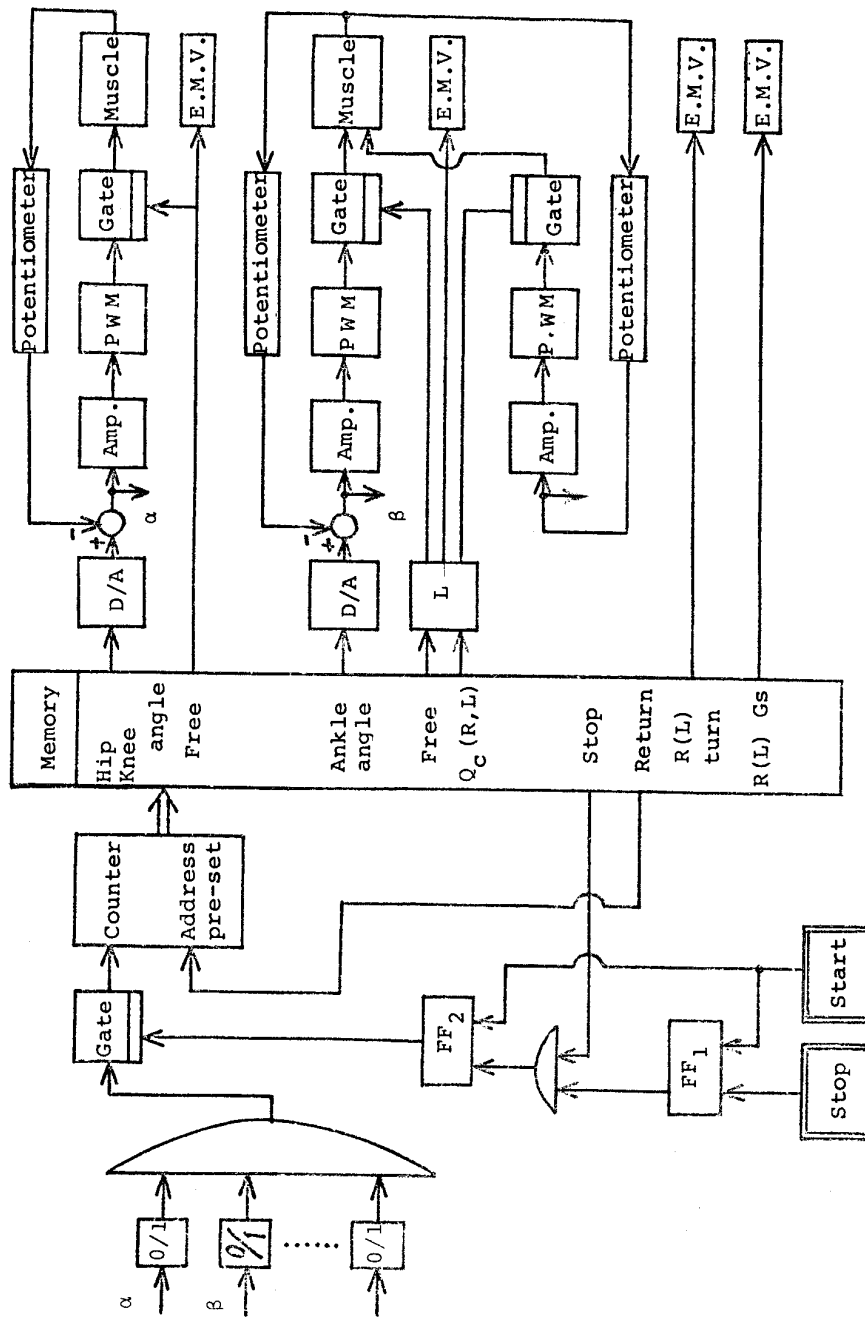 α
β
0/1
0/1
......
0/1
Gate
Counter
Address
pre-set
FF2
FF1
Stop
Start
Memory
Hip
Knee
angle
Free
Ankle
angle
Free
Qc (R,L)
Stop
Return
R(L)
turn
R(L) Gs
D/A
+
-
α
Amp.
PWM
Gate
Muscle
Potentiometer
E.M.V.
D/A
+
-
β
Amp.
PWM
Gate
Muscle
Potentiometer
L
E.M.V.
Amp.
P.WM
Gate
Potentiometer
E.M.V.
E.M.V.